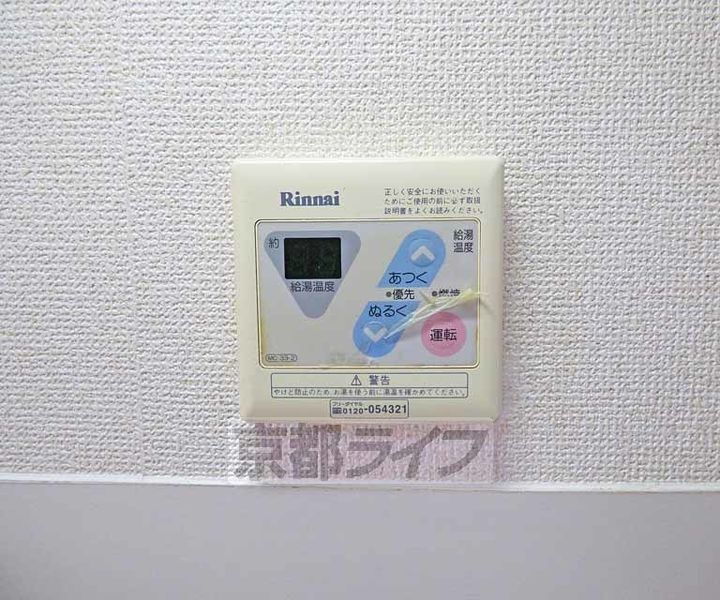 Rinnai
正しく安全にお使いいただく
ためにご使用の前に必ず取扱
説明書をよくお読みください。
約
給湯温度
給湯
温度
あつく
優先
燃焼
ぬるく
運転
MC-33-2
警告
やけど防止のため、お湯を使う前に湯温を確かめてください。
フリーダイヤル
0120-054321
京都ライフ